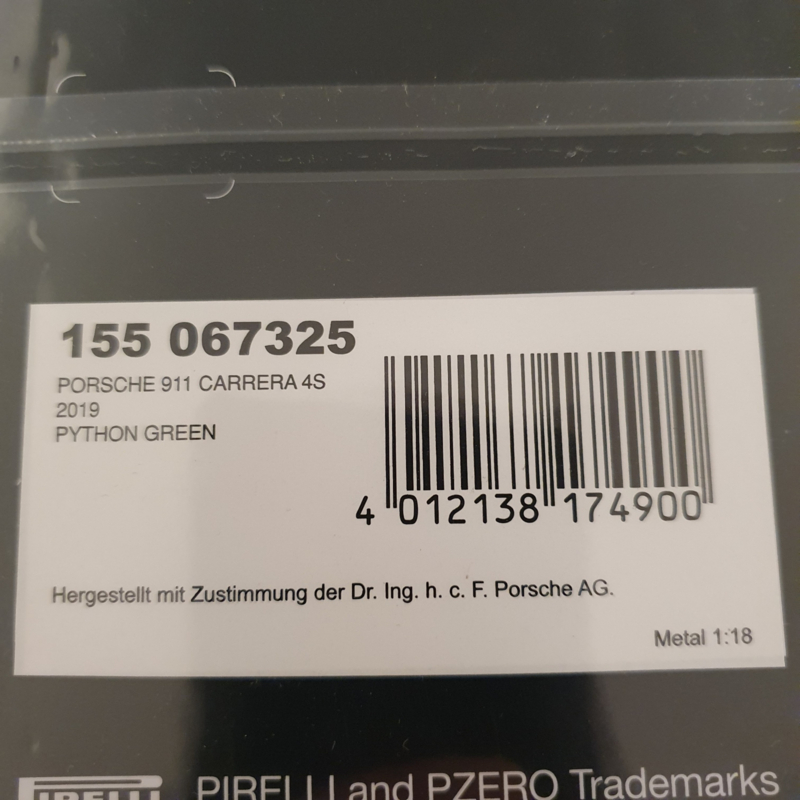 155 067325
PORSCHE 911 CARRERA 4S
2019
PYTHON GREEN
4 012138 174900
Hergestellt mit Zustimmung der Dr. Ing. h. c. F. Porsche AG.
Metal 1:18
PIRELLI PIRELLI and PZERO Trademarks